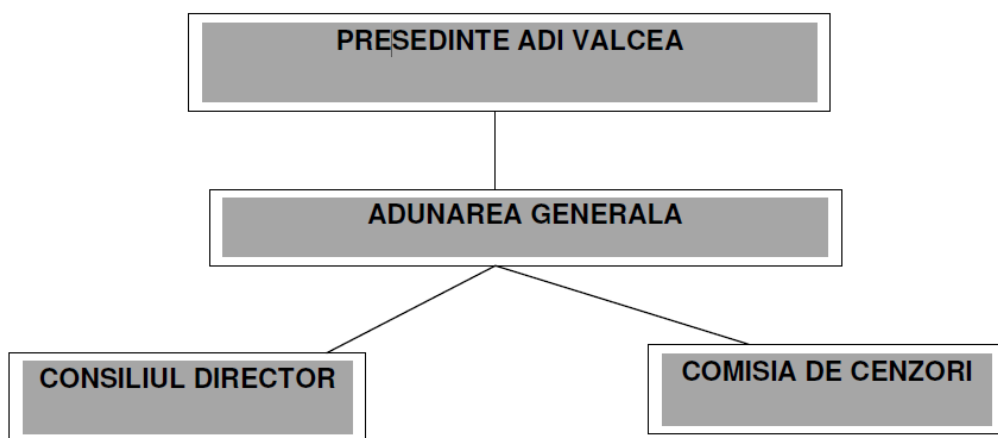 PRESEDINTE ADI VALCEA
ADUNAREA GENERALA
CONSILIUL DIRECTOR
COMISIA DE CENZORI